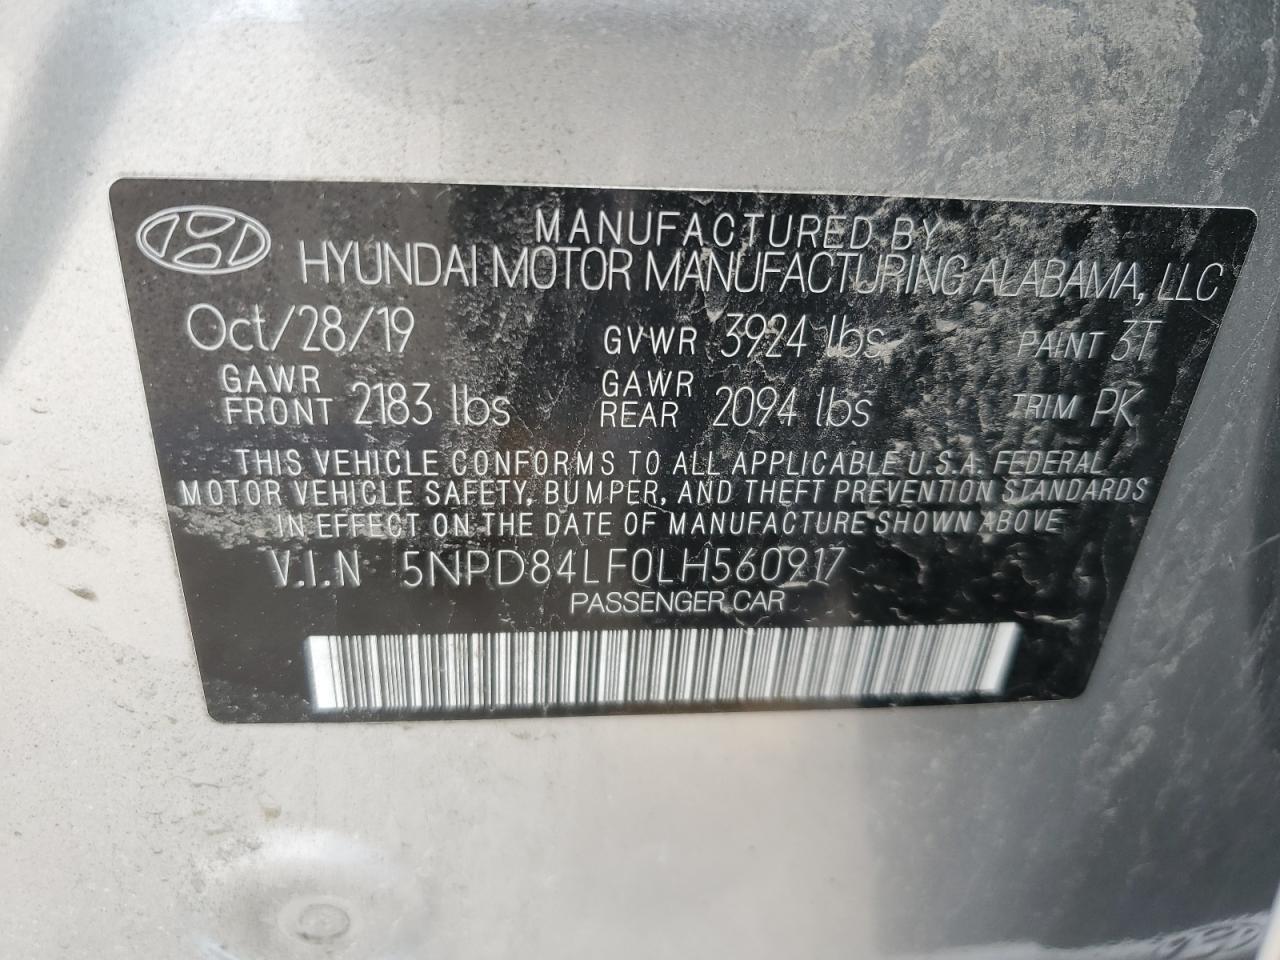 MANUFACTURED BY
HYUNDAI MOTOR MANUFACTURING ALABAMA, LLC
Oct/28/19 GVWR 3924 lbs PAINT 3T
GAWR FRONT 2183 lbs GAWR REAR 2094 lbs TRIM PK
THIS VEHICLE CONFORMS TO ALL APPLICABLE U.S.A. FEDERAL
MOTOR VEHICLE SAFETY, BUMPER, AND THEFT PREVENTION STANDARDS
IN EFFECT ON THE DATE OF MANUFACTURE SHOWN ABOVE
V.I.N 5NPD84LF0LH560917
PASSENGER CAR